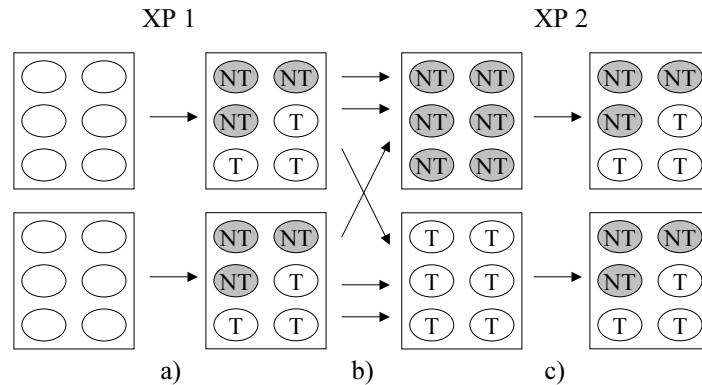 XP 1 XP 2
NT NT NT NT NT NT
NT T NT NT NT T
T T NT NT T T
NT NT T T NT NT
NT T T T NT T
T T T T T T
a) b) c)